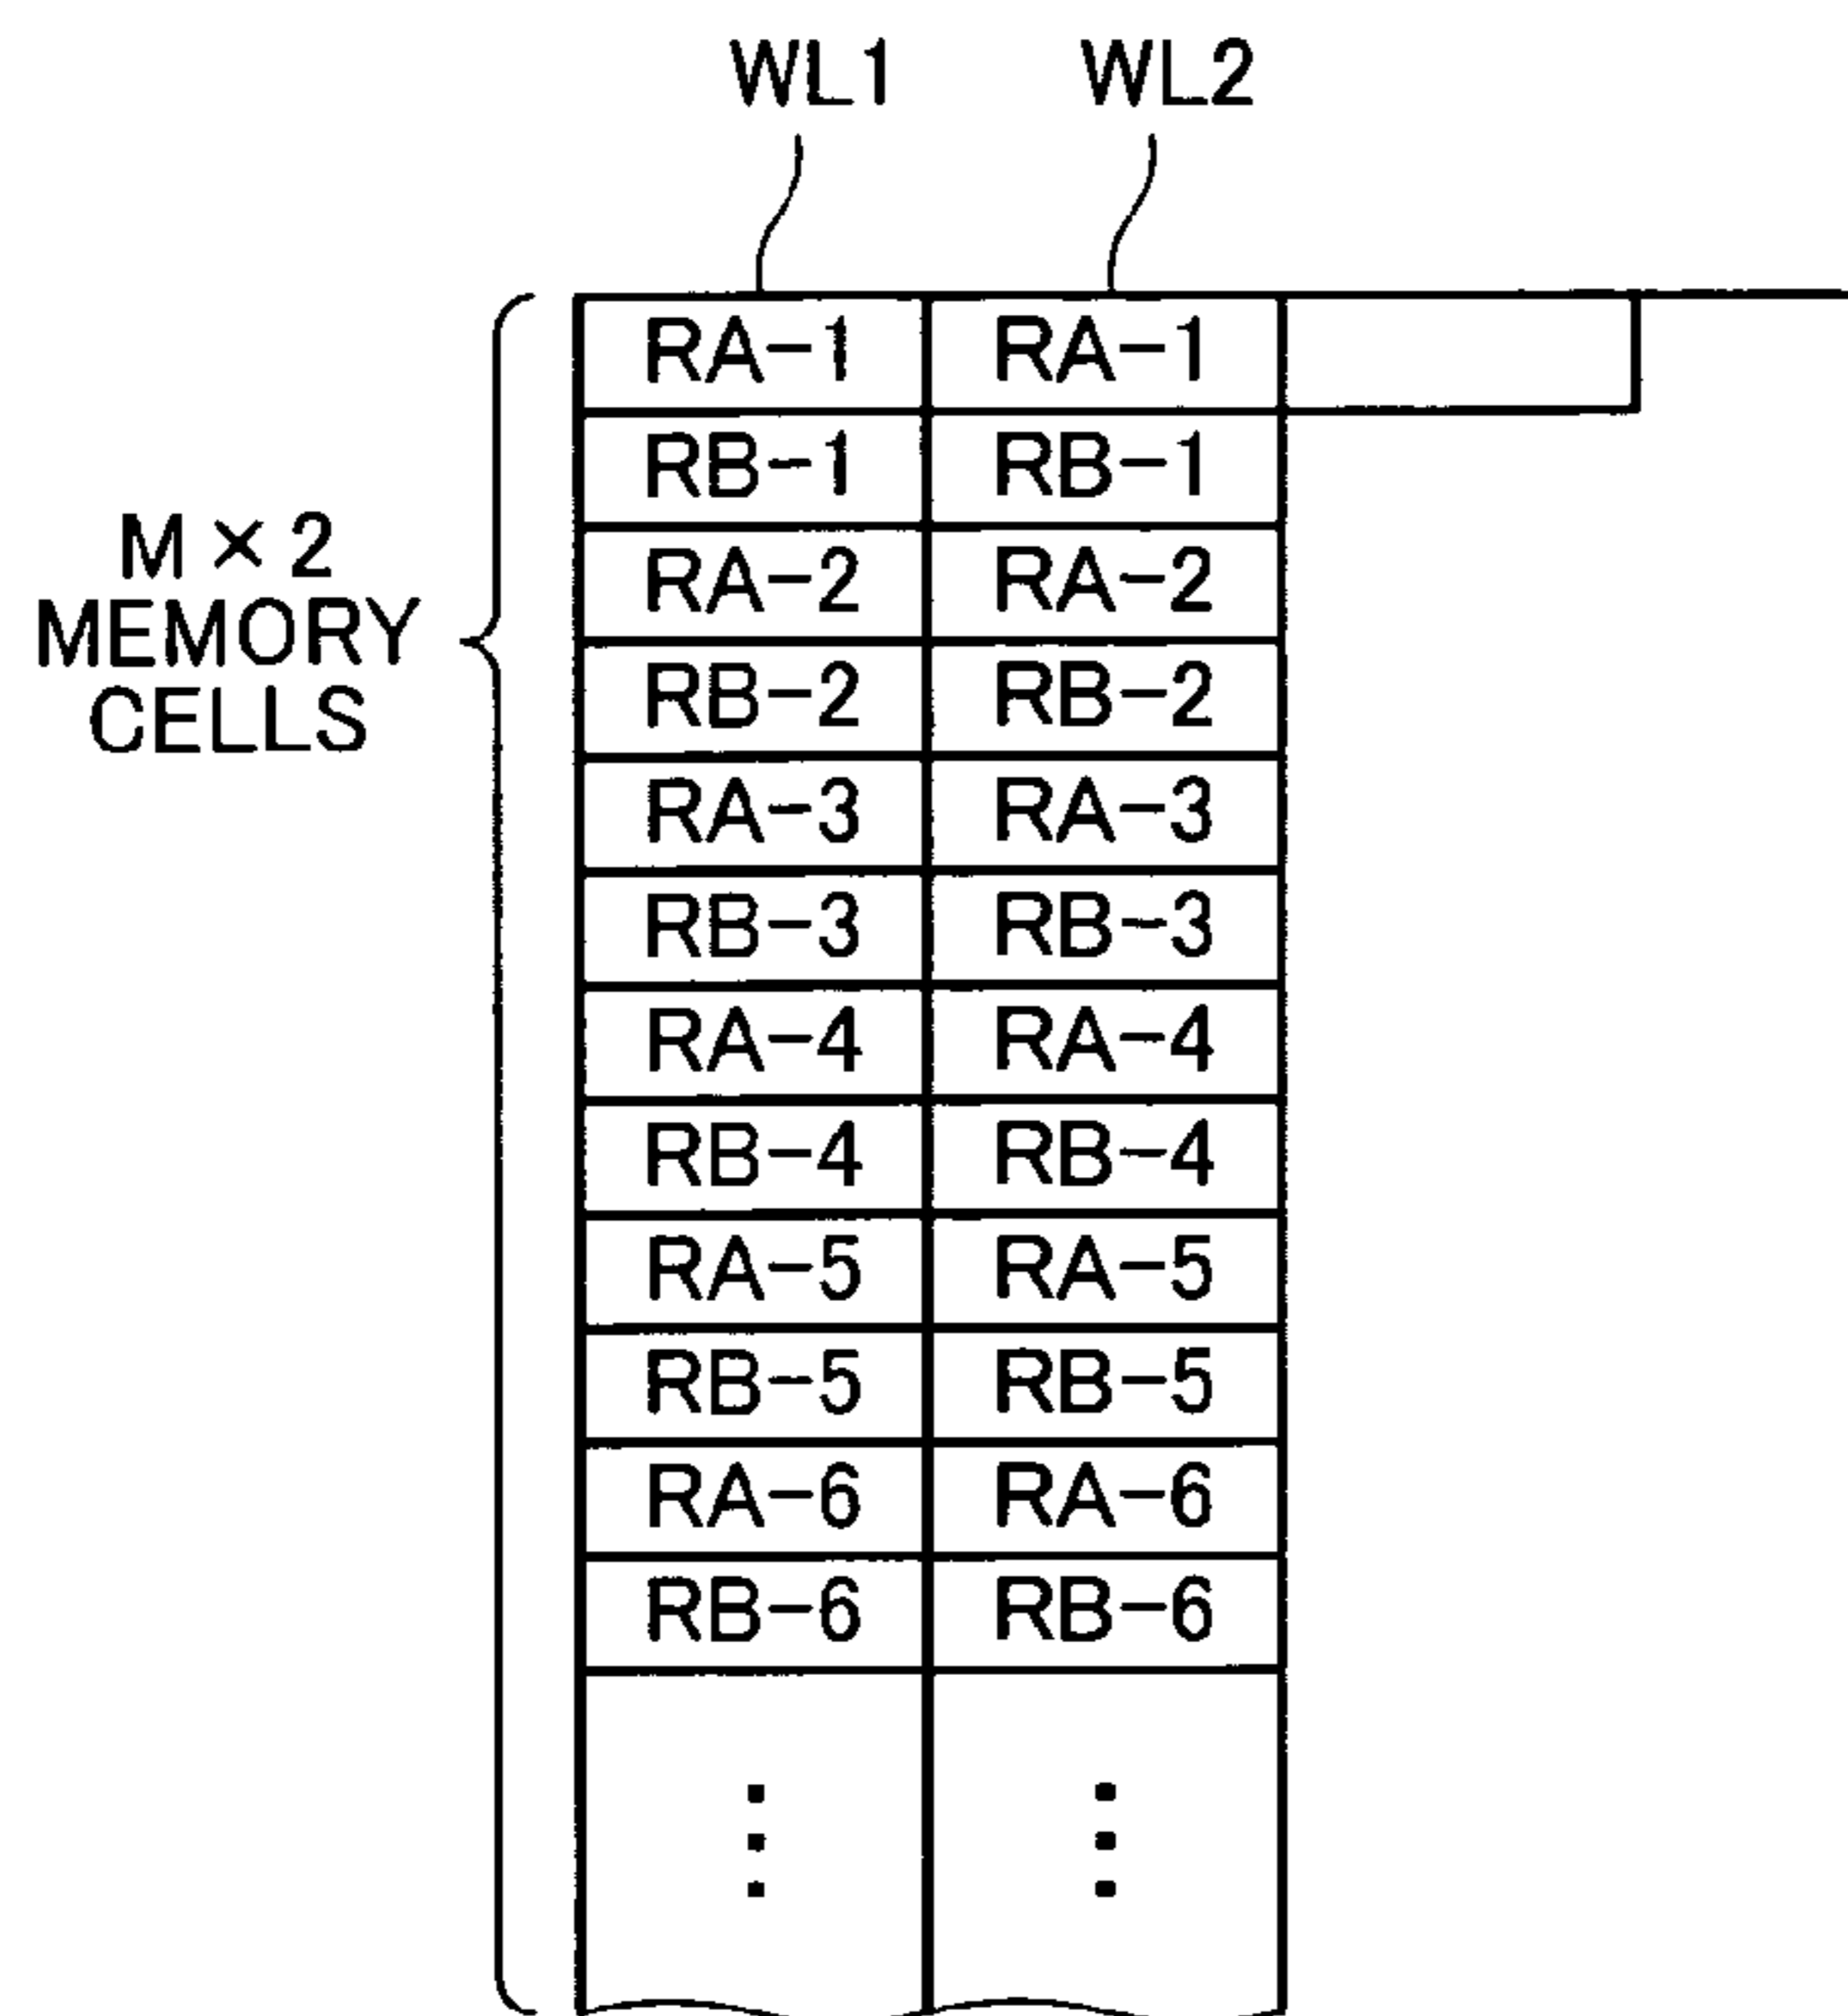 WL1 WL2
RA-1 RA-1
RB-1 RB-1
M×2
MEMORY
CELLS
RA-2 RA-2
RB-2 RB-2
RA-3 RA-3
RB-3 RB-3
RA-4 RA-4
RB-4 RB-4
RA-5 RA-5
RB-5 RB-5
RA-6 RA-6
RB-6 RB-6